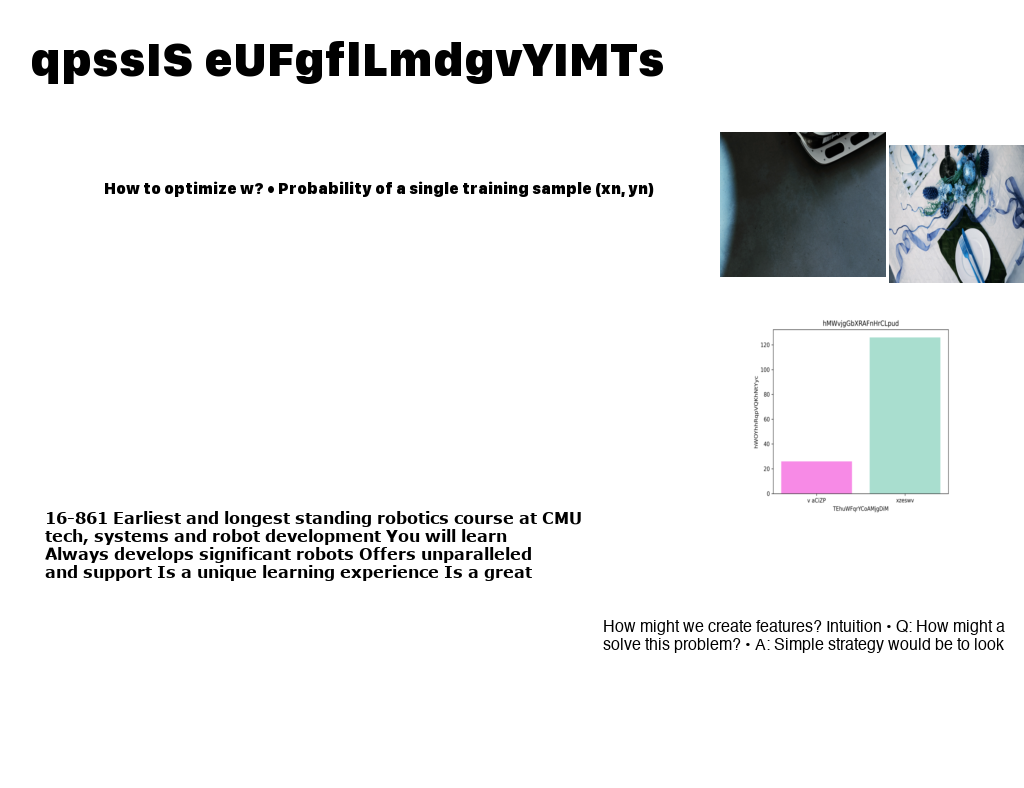 qpssIS eUFgflLmdgvYIMTs
How to optimize w? • Probability of a single training sample (xn, yn)
hMWvjgGbXRAFnHrCLpud
120
100
80
60
40
20
0
v aCiZP xzeswv
TEhuWFqrYCoAMjgDiM
16-861 Earliest and longest standing robotics course at CMU
tech, systems and robot development You will learn
Always develops significant robots Offers unparalleled
and support Is a unique learning experience Is a great
How might we create features? Intuition • Q: How might a
solve this problem? • A: Simple strategy would be to look